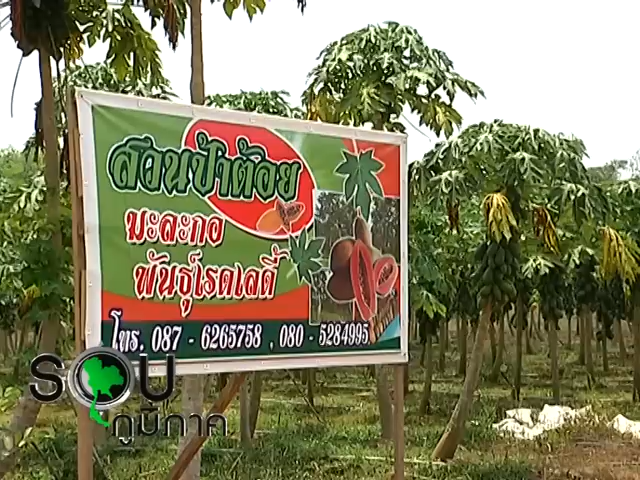 สวนป้าต้อย
มะละกอ
พันธุ์เรดเลดี้
โทร. 087 - 6265758 , 080 - 5284995
รอบ
ภูมิภาค